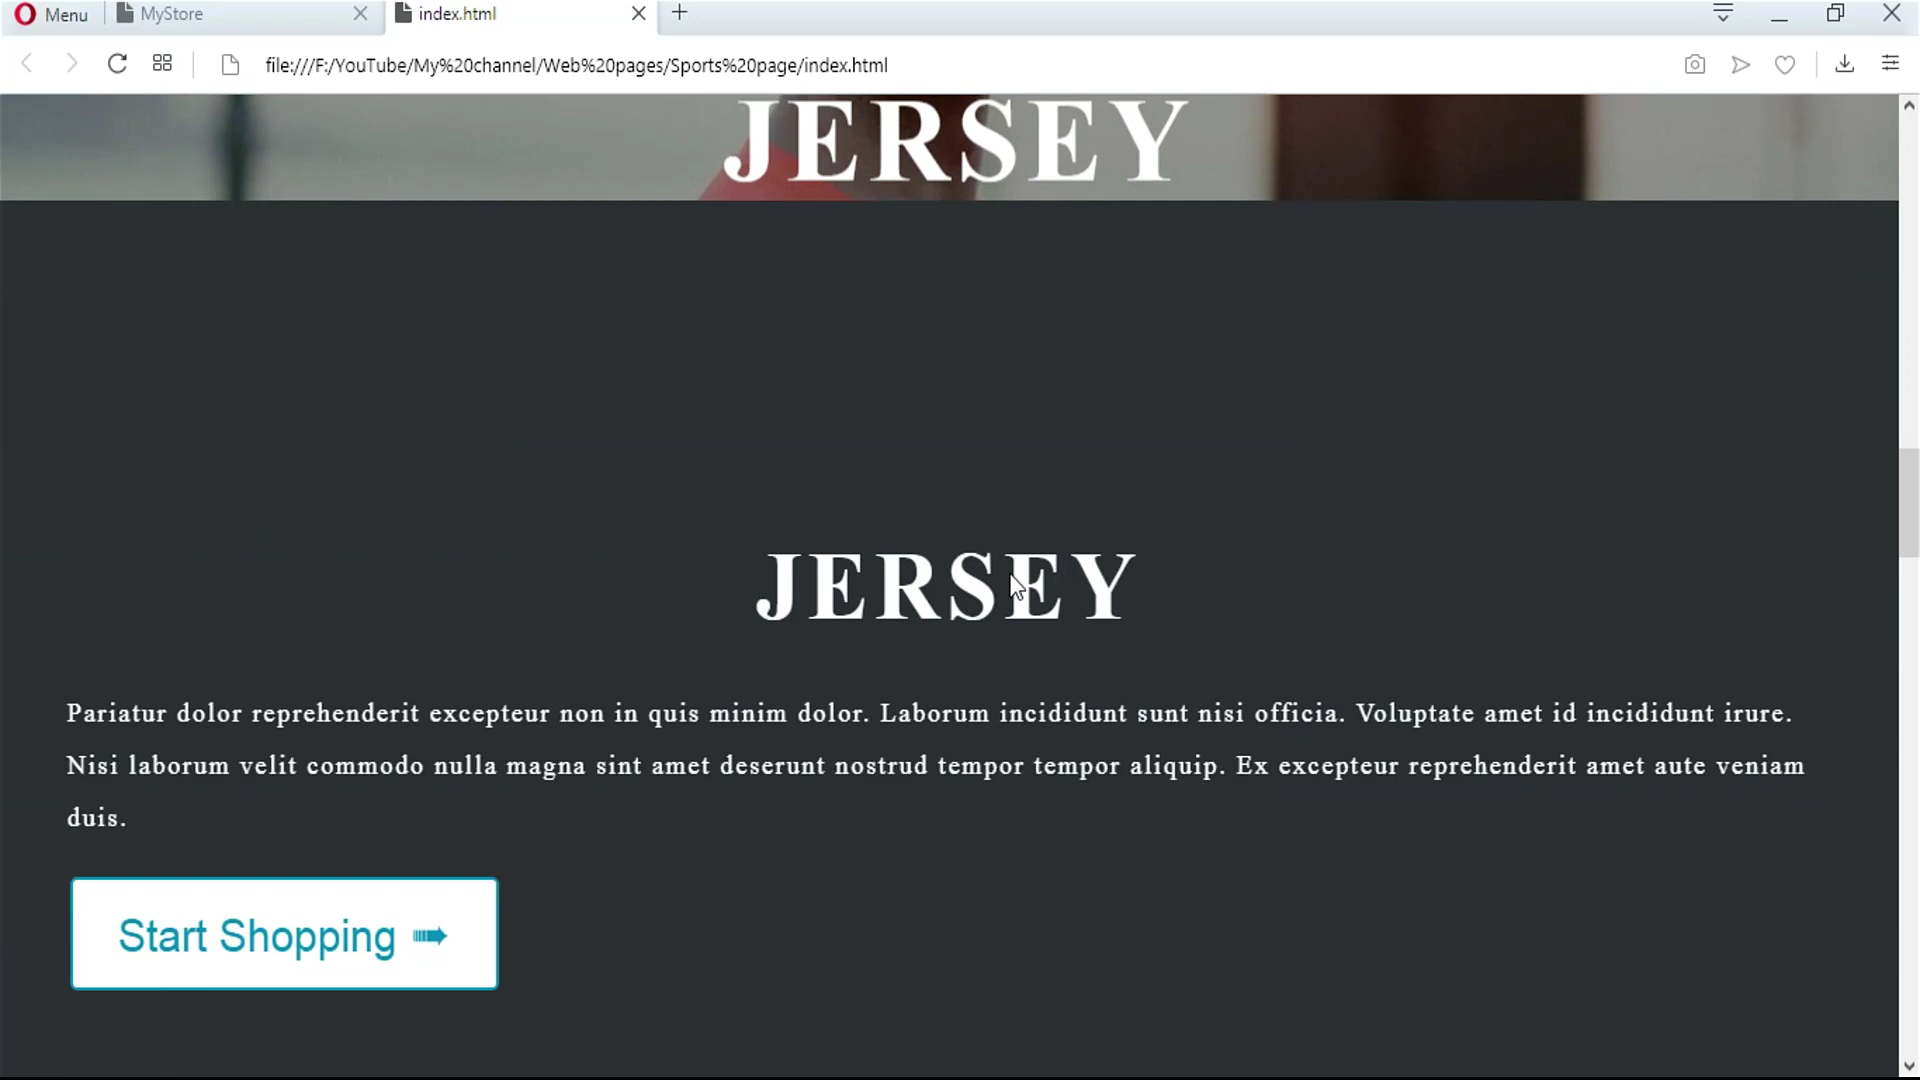 Menu
MyStore
index.html
file:///F:/YouTube/My%20channel/Web%20pages/Sports%20page/index.html
JERSEY
JERSEY
Pariatur dolor reprehenderit excepteur non in quis minim dolor. Laborum incididunt sunt nisi officia. Voluptate amet id incididunt irure.
Nisi laborum velit commodo nulla magna sint amet deserunt nostrud tempor tempor aliquip. Ex excepteur reprehenderit amet aute veniam
duis.
Start Shopping ➠